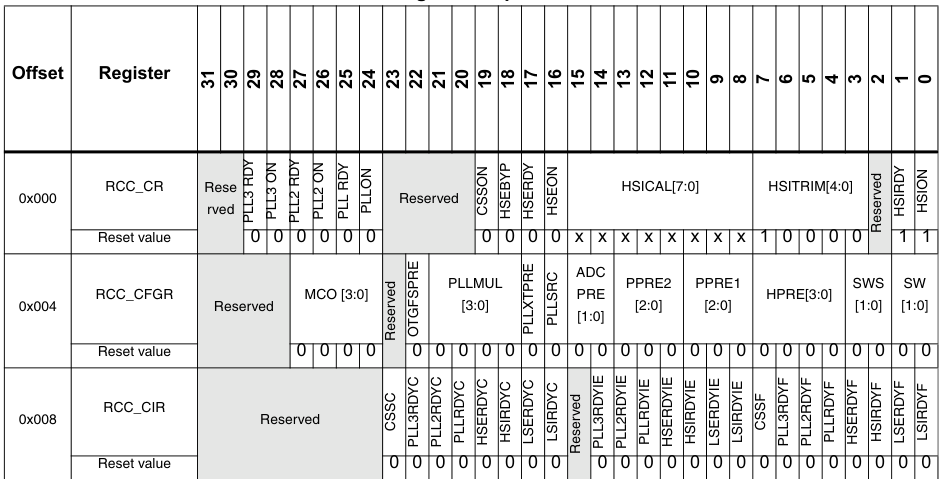 Offset Register 31 30 29 28 27 26 25 24 23 22 21 20 19 18 17 16 15 14 13 12 11 10 9 8 7 6 5 4 3 2 1 0
0x000 RCC_CR Rese rved PLL3 RDY PLL3 ON PLL2 RDY PLL2 ON PLL RDY PLLON Reserved CSSON HSEBYP HSERDY HSEON HSICAL[7:0] HSITRIM[4:0] Reserved HSIRDY HSION
Reset value 0 0 0 0 0 0 0 0 0 0 x x x x x x x x 1 0 0 0 0 1 1
0x004 RCC_CFGR Reserved MCO [3:0] Reserved OTGFSPRE PLLMUL [3:0] PLLXTPRE PLLSRC ADC PRE [1:0] PPRE2 [2:0] PPRE1 [2:0] HPRE[3:0] SWS [1:0] SW [1:0]
Reset value 0 0 0 0 0 0 0 0 0 0 0 0 0 0 0 0 0 0 0 0 0 0 0 0 0 0 0
0x008 RCC_CIR Reserved CSSC PLL3RDYC PLL2RDYC PLLRDYC HSERDYC HSIRDYC LSERDYC LSIRDYC Reserved PLL3RDYIE PLL2RDYIE PLLRDYIE HSERDYIE HSIRDYIE LSERDYIE LSIRDYIE CSSF PLL3RDYF PLL2RDYF PLLRDYF HSERDYF HSIRDYF LSERDYF LSIRDYF
Reset value 0 0 0 0 0 0 0 0 0 0 0 0 0 0 0 0 0 0 0 0 0 0 0